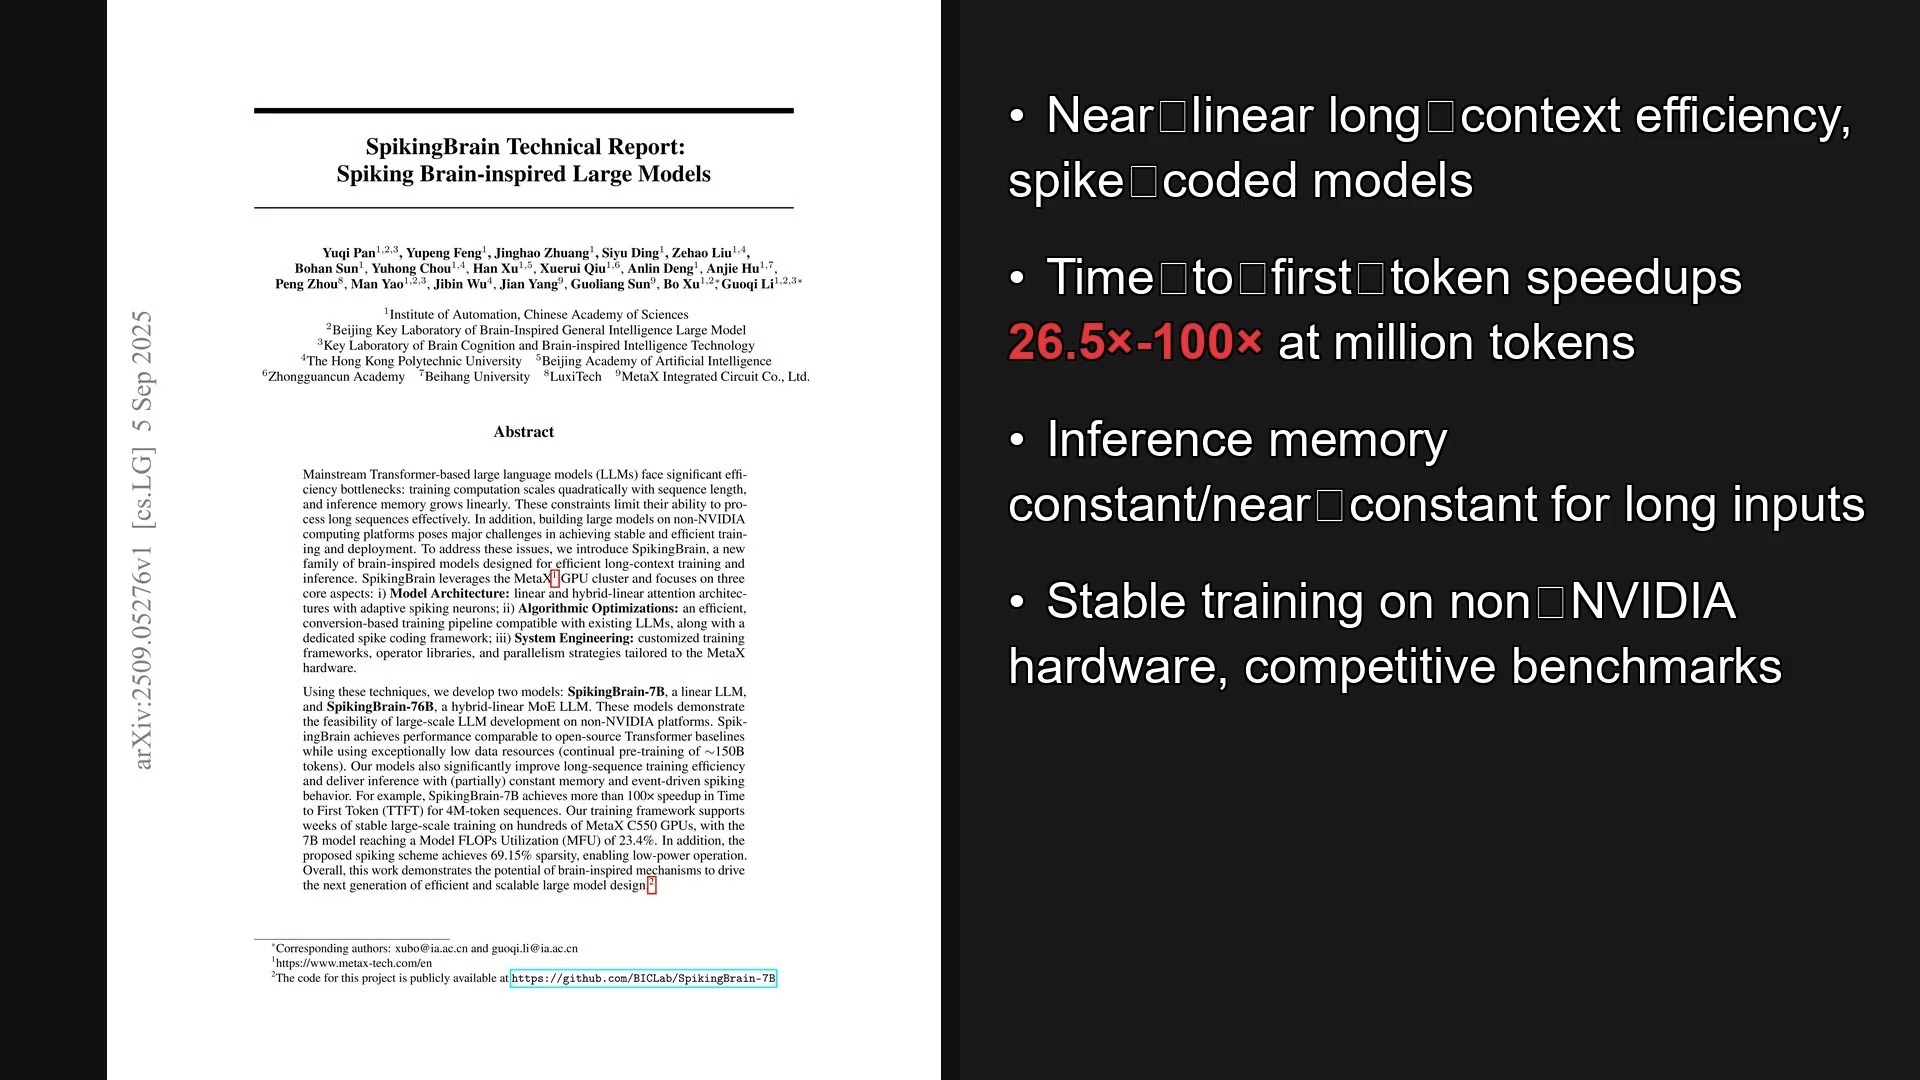 arXiv:2509.05276v1 [cs.LG] 5 Sep 2025
SpikingBrain Technical Report:
Spiking Brain-inspired Large Models
Yuqi Pan1,2,3, Yupeng Feng1, Jinghao Zhuang1, Siyu Ding1, Zehao Liu1,4,
Bohan Sun1, Yuhong Chou1,4, Han Xu1,5, Xuerui Qiu1,6, Anlin Deng1, Anjie Hu1,7,
Peng Zhou8, Man Yao1,2,3, Jibin Wu4, Jian Yang9, Guoliang Sun9, Bo Xu1,2*, Guoqi Li1,2,3*
1Institute of Automation, Chinese Academy of Sciences
2Beijing Key Laboratory of Brain-Inspired General Intelligence Large Model
3Key Laboratory of Brain Cognition and Brain-inspired Intelligence Technology
4The Hong Kong Polytechnic University 5Beijing Academy of Artificial Intelligence
6Zhongguancun Academy 7Beihang University 8LuxiTech 9MetaX Integrated Circuit Co., Ltd.
Abstract
Mainstream Transformer-based large language models (LLMs) face significant effi-
ciency bottlenecks: training computation scales quadratically with sequence length,
and inference memory grows linearly. These constraints limit their ability to pro-
cess long sequences effectively. In addition, building large models on non-NVIDIA
computing platforms poses major challenges in achieving stable and efficient train-
ing and deployment. To address these issues, we introduce SpikingBrain, a new
family of brain-inspired models designed for efficient long-context training and
inference. SpikingBrain leverages the MetaX1 GPU cluster and focuses on three
core aspects: i) Model Architecture: linear and hybrid-linear attention architec-
tures with adaptive spiking neurons; ii) Algorithmic Optimizations: an efficient,
conversion-based training pipeline compatible with existing LLMs, along with a
dedicated spike coding framework; iii) System Engineering: customized training
frameworks, operator libraries, and parallelism strategies tailored to the MetaX
hardware.
Using these techniques, we develop two models: SpikingBrain-7B, a linear LLM,
and SpikingBrain-76B, a hybrid-linear MoE LLM. These models demonstrate
the feasibility of large-scale LLM development on non-NVIDIA platforms. Spik-
ingBrain achieves performance comparable to open-source Transformer baselines
while using exceptionally low data resources (continual pre-training of ~150B
tokens). Our models also significantly improve long-sequence training efficiency
and deliver inference with (partially) constant memory and event-driven spiking
behavior. For example, SpikingBrain-7B achieves more than 100× speedup in Time
to First Token (TTFT) for 4M-token sequences. Our training framework supports
weeks of stable large-scale training on hundreds of MetaX C550 GPUs, with the
7B model reaching a Model FLOPs Utilization (MFU) of 23.4%. In addition, the
proposed spiking scheme achieves 69.15% sparsity, enabling low-power operation.
Overall, this work demonstrates the potential of brain-inspired mechanisms to drive
the next generation of efficient and scalable large model design.2
*Corresponding authors: xubo@ia.ac.cn and guoqi.li@ia.ac.cn
1https://www.metax-tech.com/en
2The code for this project is publicly available at https://github.com/BICLab/SpikingBrain-7B
• Near□linear long□context efficiency,
spike□coded models
• Time□to□first□token speedups
26.5×-100× at million tokens
• Inference memory
constant/near□constant for long inputs
• Stable training on non□NVIDIA
hardware, competitive benchmarks